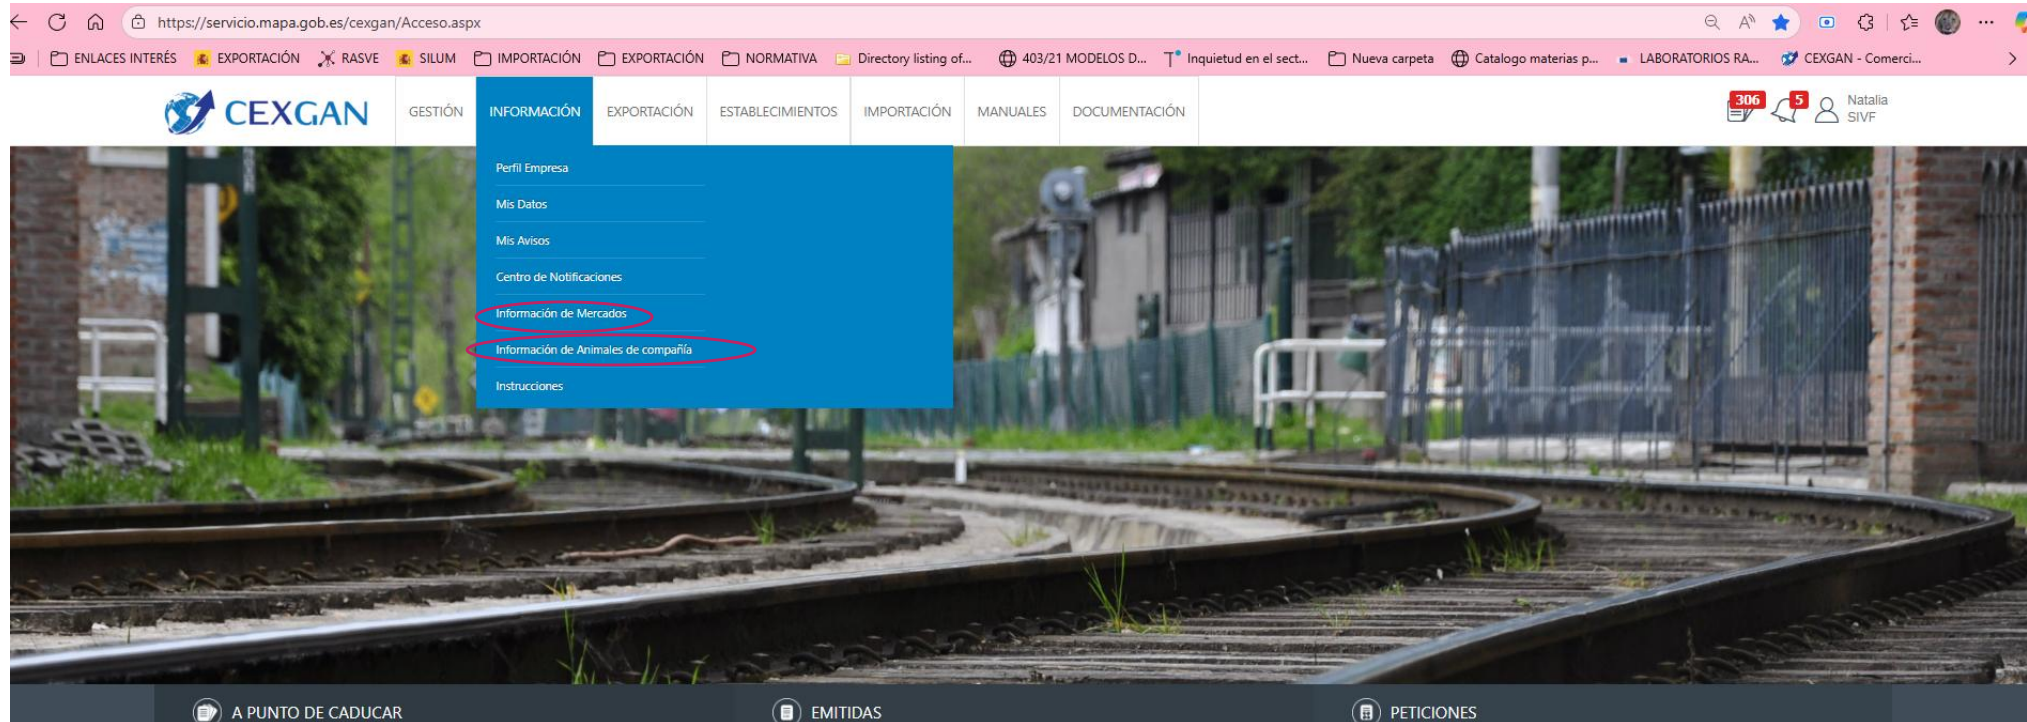 https://servicio.mapa.gob.es/cexgan/Acceso.aspx
ENLACES INTERÉS EXPORTACIÓN RASVE SILUM IMPORTACIÓN EXPORTACIÓN NORMATIVA Directory listing of... 403/21 MODELOS D... Inquietud en el sect... Nueva carpeta Catalogo materias p... LABORATORIOS RA... CEXGAN - Comerci...
CEXGAN GESTIÓN INFORMACIÓN EXPORTACIÓN ESTABLECIMIENTOS IMPORTACIÓN MANUALES DOCUMENTACIÓN 306 5 Natalia
SIVF
Perfil Empresa
Mis Datos
Mis Avisos
Centro de Notificaciones
Información de Mercados
Información de Animales de compañía
Instrucciones
A PUNTO DE CADUCAR EMITIDAS PETICIONES